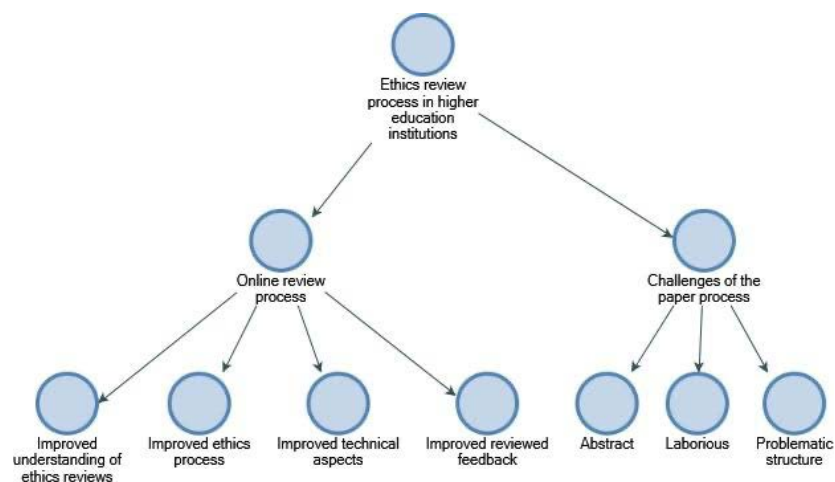 Ethics review
process in higher
education
institutions
Online review
process
Challenges of the
paper process
Improved
understanding of
ethics reviews
Improved ethics
process
Improved technical
aspects
Improved reviewed
feedback
Abstract
Laborious
Problematic
structure